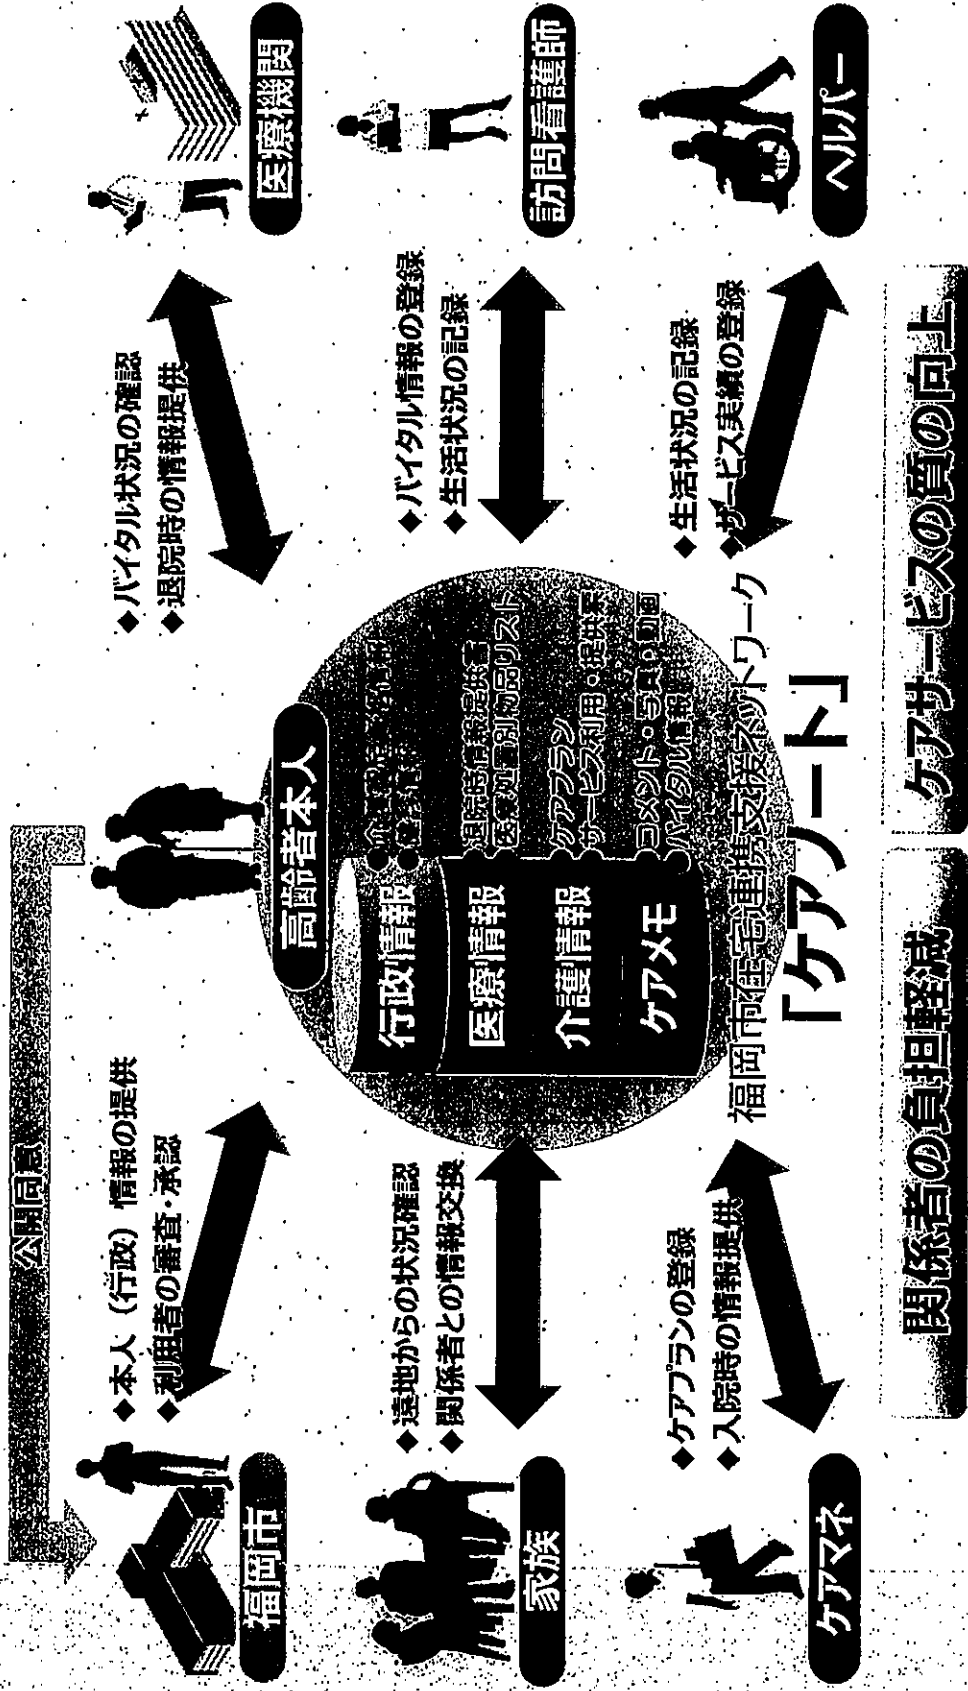 公開同意
福岡市
◆本人（行政）情報の提供
◆利用者の審査・承認
高齢者本人
◆バイタル状況の確認
◆退院時の情報提供
医療機関
家族
◆遠地からの状況確認
◆関係者との情報交換
行政情報
医療情報
退院時情報提供書
医療処置別物品リスト
介護情報
ケアプラン
サービス利用・提供票
ケアメモ
コメント・写真・動画
バイタル情報
◆バイタル情報の登録
◆生活状況の記録
訪問看護師
ケアマネ
◆ケアプランの登録
◆入院時の情報提供
福岡市在宅連携支援ネットワーク
「ケアノート」
◆生活状況の記録
◆サービス実績の登録
ヘルパー
関係者の負担軽減
ケアサービスの質の向上